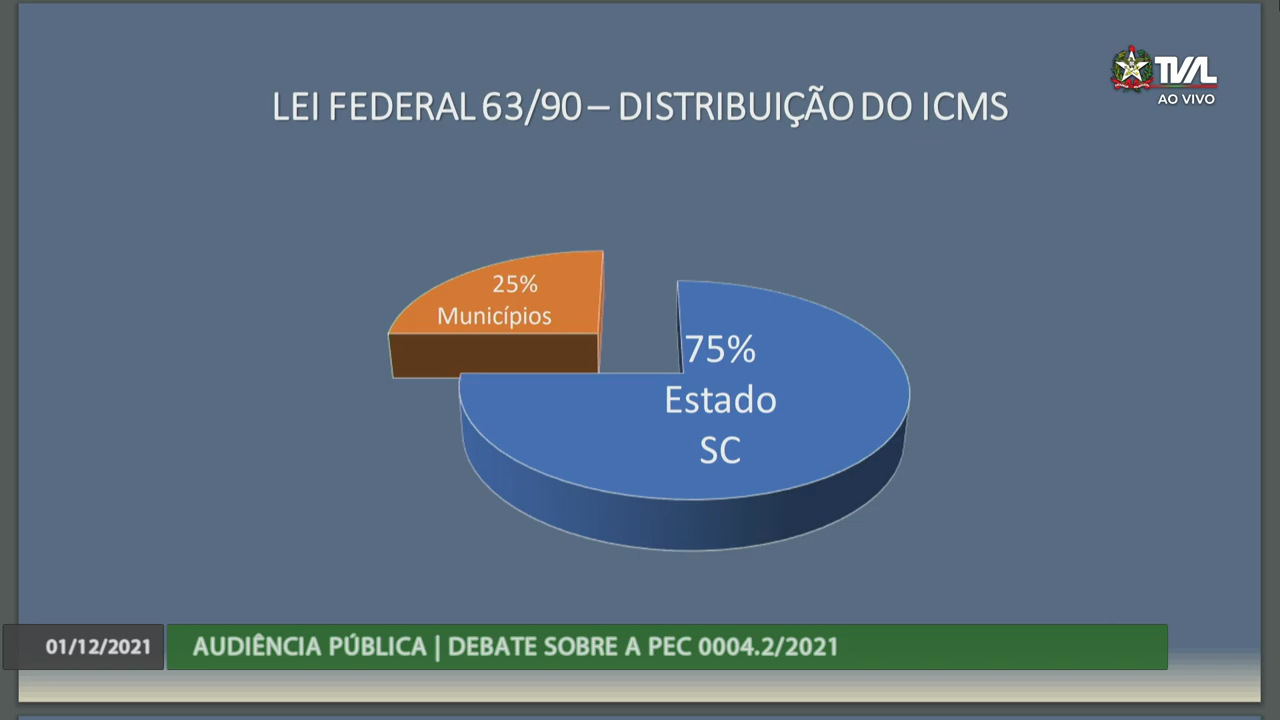 TVAL
AO VIVO
LEI FEDERAL 63/90 – DISTRIBUIÇÃO DO ICMS
25%
Municípios
75%
Estado
SC
01/12/2021
AUDIÊNCIA PÚBLICA | DEBATE SOBRE A PEC 0004.2/2021